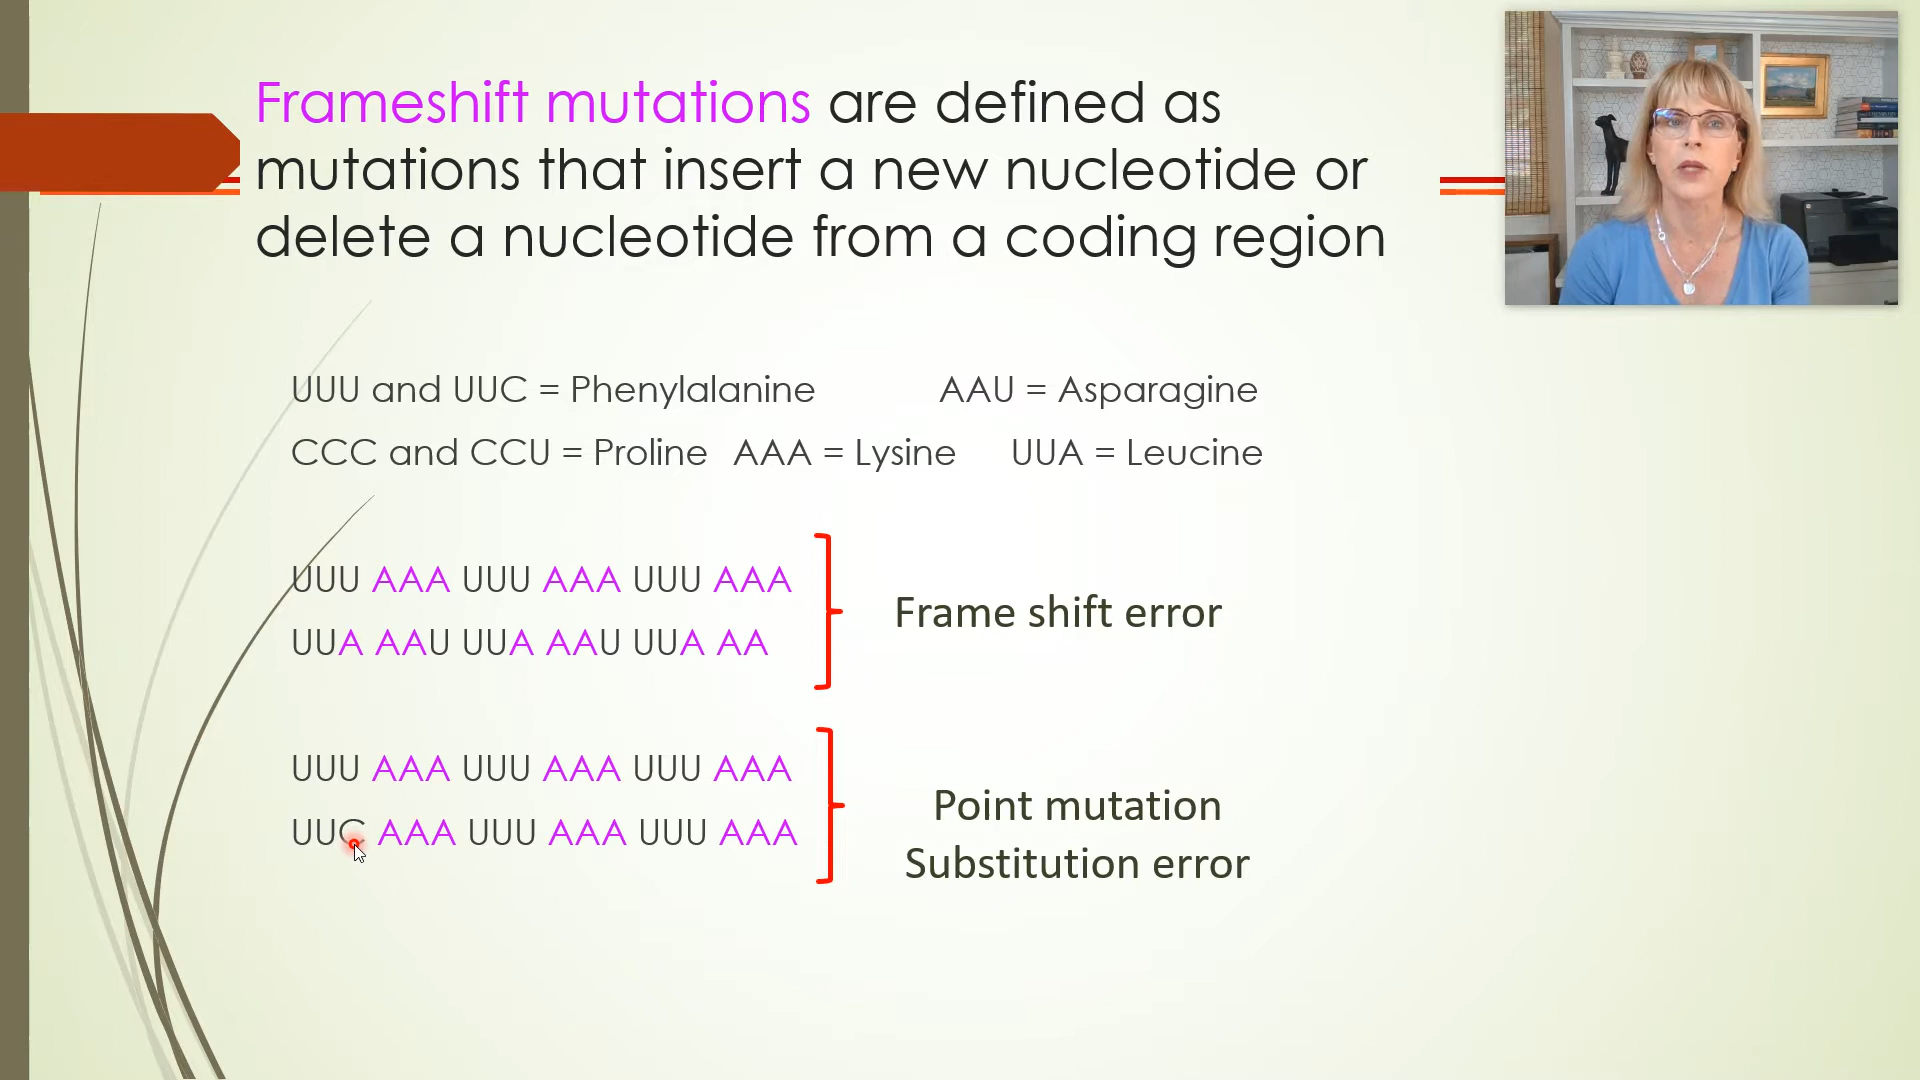 Frameshift mutations are defined as
mutations that insert a new nucleotide or
delete a nucleotide from a coding region
UUU and UUC = Phenylalanine AAU = Asparagine
CCC and CCU = Proline AAA = Lysine UUA = Leucine
UUU AAA UUU AAA UUU AAA
UUA AAU UUA AAU UUA AA
Frame shift error
UUU AAA UUU AAA UUU AAA
UUC AAA UUU AAA UUU AAA
Point mutation
Substitution error